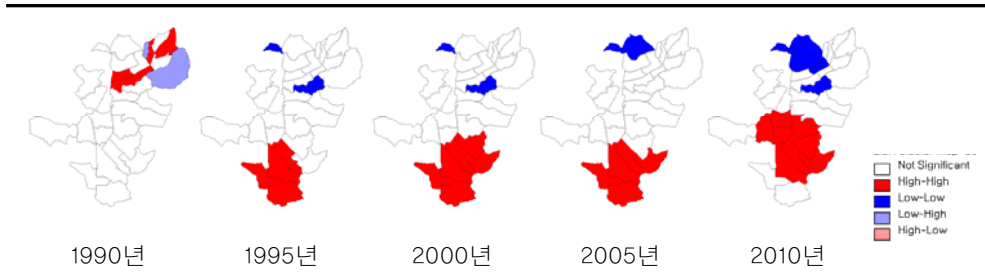 Not Significant
High-High
Low-Low
Low-High
High-Low
1990년 1995년 2000년 2005년 2010년